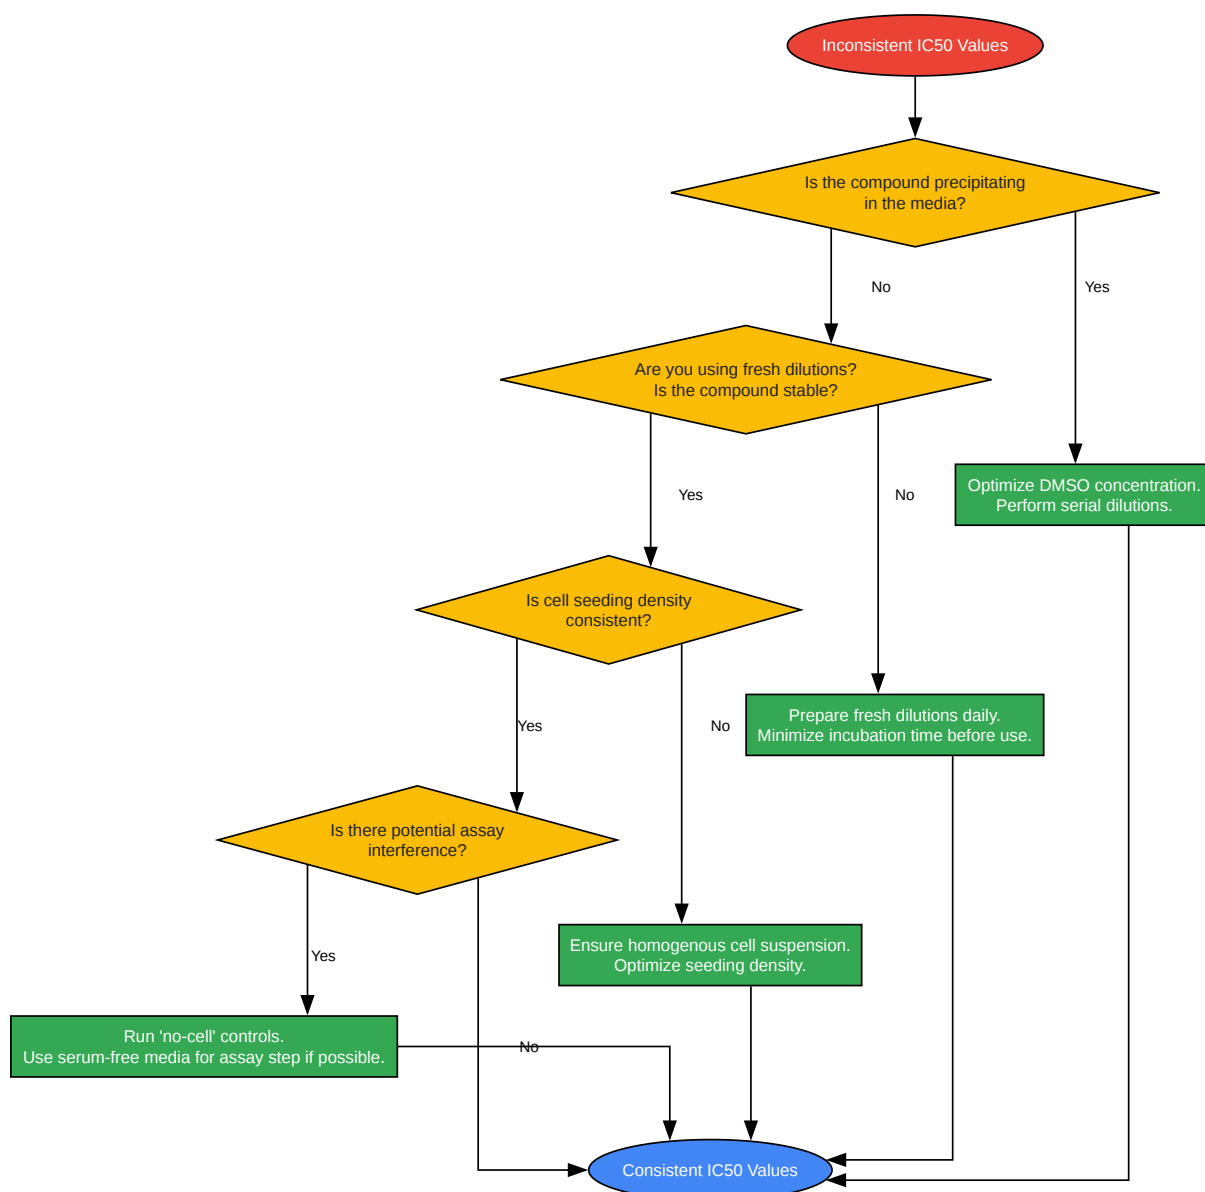 Inconsistent IC50 Values
Is the compound precipitating
in the media?
No
Yes
Are you using fresh dilutions?
Is the compound stable?
Optimize DMSO concentration.
Perform serial dilutions.
Yes
No
Is cell seeding density
consistent?
Prepare fresh dilutions daily.
Minimize incubation time before use.
Yes
No
Is there potential assay
interference?
Ensure homogenous cell suspension.
Optimize seeding density.
Yes
Run 'no-cell' controls.
Use serum-free media for assay step if possible.
No
Consistent IC50 Values